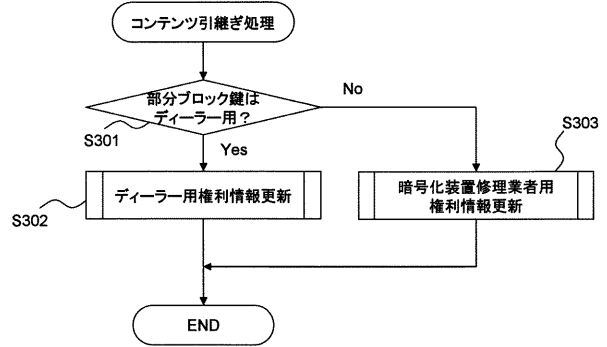 コンテンツ引継ぎ処理
部分ブロック鍵は
ディーラー用？
No
S301
Yes
S303
ディーラー用権利情報更新
暗号化装置修理業者用
権利情報更新
S302
END